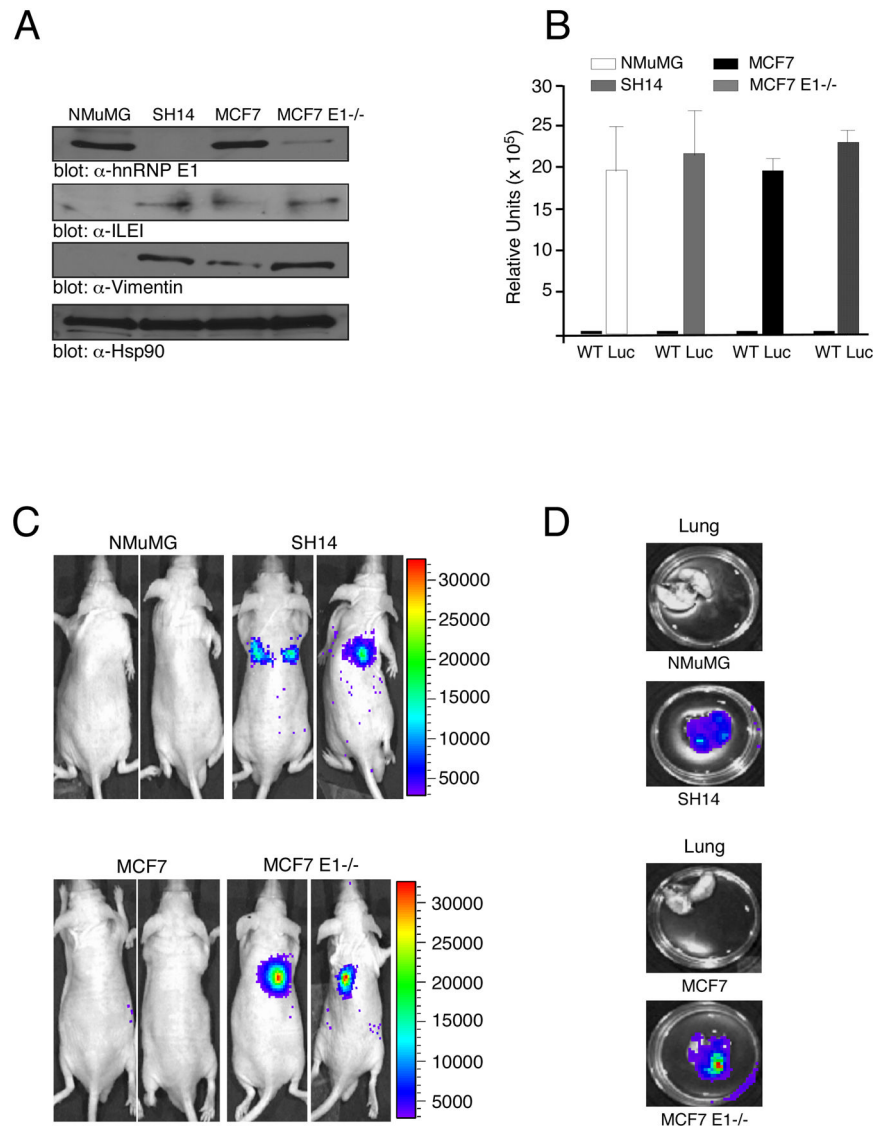 A
NMuMG SH14 MCF7 MCF7 E1-/-
blot: α-hnRNP E1
blot: α-ILEI
blot: α-Vimentin
blot: α-Hsp90
B
NMuMG MCF7
SH14 MCF7 E1-/-
Relative Units (x 10⁵)
30
25
20
15
10
5
WT Luc WT Luc WT Luc WT Luc
C
NMuMG SH14
30000
25000
20000
15000
10000
5000
MCF7 MCF7 E1-/-
30000
25000
20000
15000
10000
5000
D
Lung
NMuMG
SH14
Lung
MCF7
MCF7 E1-/-